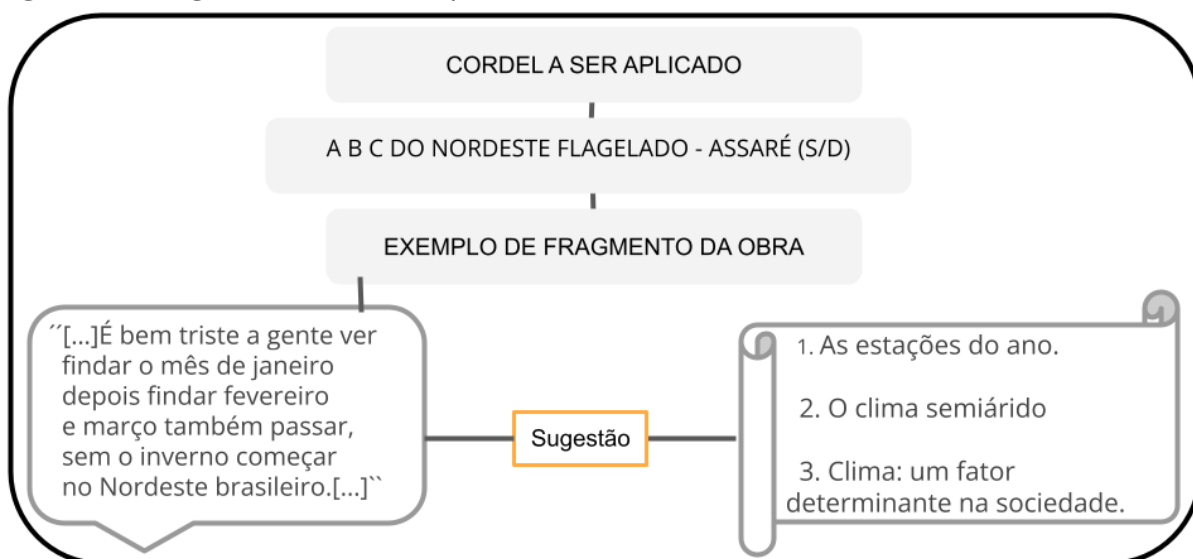 CORDEL A SER APLICADO
A B C DO NORDESTE FLAGELADO - ASSARÉ (S/D)
EXEMPLO DE FRAGMENTO DA OBRA
´´[...]É bem triste a gente ver
findar o mês de janeiro
depois findar fevereiro
e março também passar,
sem o inverno começar
no Nordeste brasileiro.[...]``
Sugestão
1. As estações do ano.
2. O clima semiárido
3. Clima: um fator
determinante na sociedade.